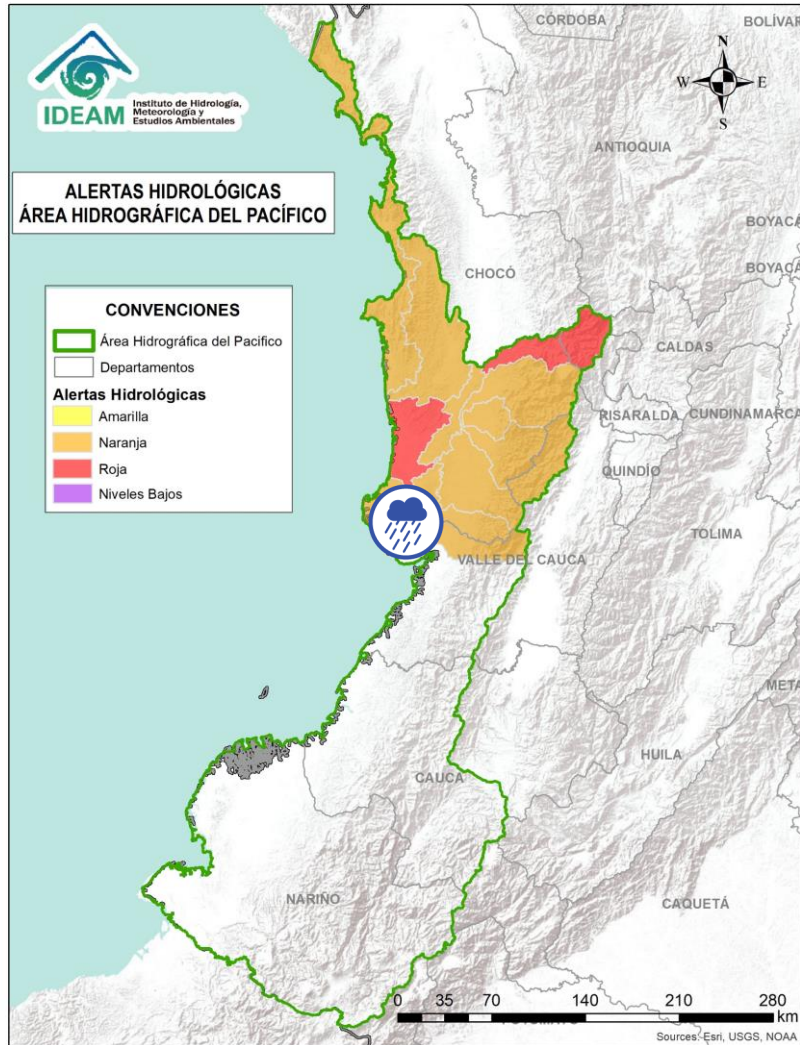 CÓRDOBA
BOLÍVAR
IDEAM
Instituto de Hidrología,
Meteorología y
Estudios Ambientales
N
W
E
S
ANTIOQUIA
ALERTAS HIDROLÓGICAS
ÁREA HIDROGRÁFICA DEL PACÍFICO
BOYACÁ
BOYACÁ
CHOCÓ
CONVENCIONES
Área Hidrográfica del Pacifico
Departamentos
Alertas Hidrológicas
Amarilla
Naranja
Roja
Niveles Bajos
CALDAS
RISARALDA
CUNDINAMARCA
QUINDÍO
TOLIMA
VALLE DEL CAUCA
META
HUILA
CAUCA
NARIÑO
CAQUETÁ
0 35 70 140 210 280
km
Sources: Esri, USGS, NOAA